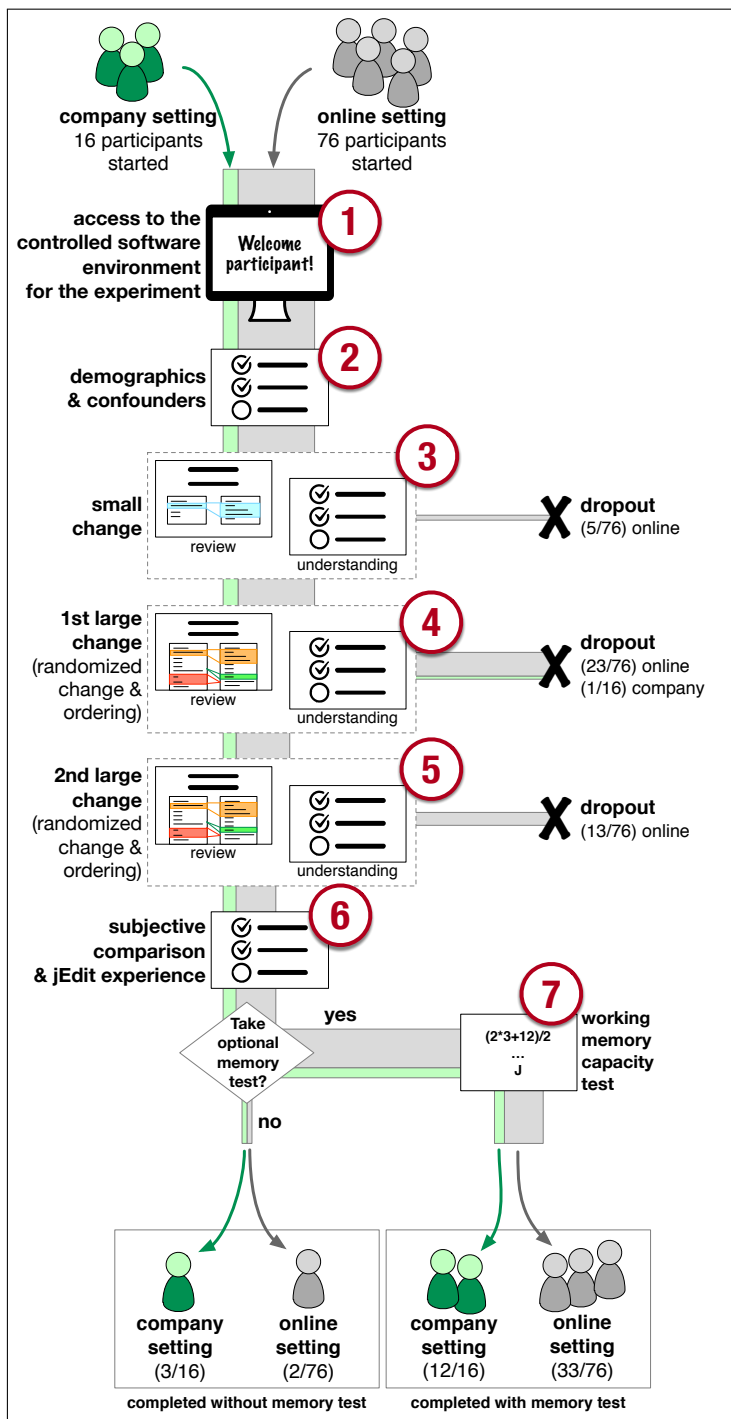 company setting
16 participants
started
online setting
76 participants
started
access to the
controlled software
environment
for the experiment
Welcome
participant!
1
2
demographics
& confounders
3
small
change
review
understanding
dropout
(5/76) online
4
1st large
change
(randomized
change &
ordering)
review
understanding
dropout
(23/76) online
(1/16) company
5
2nd large
change
(randomized
change &
ordering)
review
understanding
dropout
(13/76) online
6
subjective
comparison
& jEdit experience
Take
optional
memory
test?
yes
no
7
(2*3+12)/2
...
J
working
memory
capacity
test
company
setting
(3/16)
online
setting
(2/76)
completed without memory test
company
setting
(12/16)
online
setting
(33/76)
completed with memory test